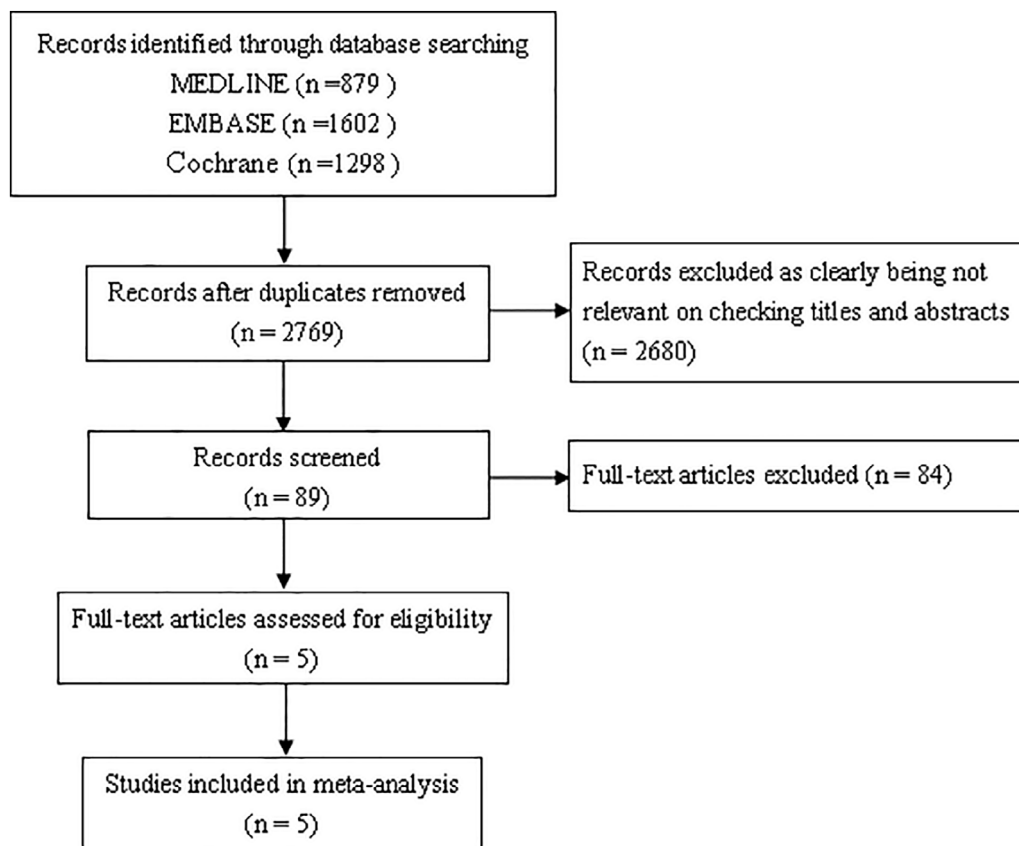 Records identified through database searching
MEDLINE (n =879 )
EMBASE (n =1602 )
Cochrane (n =1298 )
Records after duplicates removed
(n = 2769)
Records excluded as clearly being not
relevant on checking titles and abstracts
(n = 2680)
Records screened
(n = 89)
Full-text articles excluded (n = 84)
Full-text articles assessed for eligibility
(n = 5)
Studies included in meta-analysis
(n = 5)